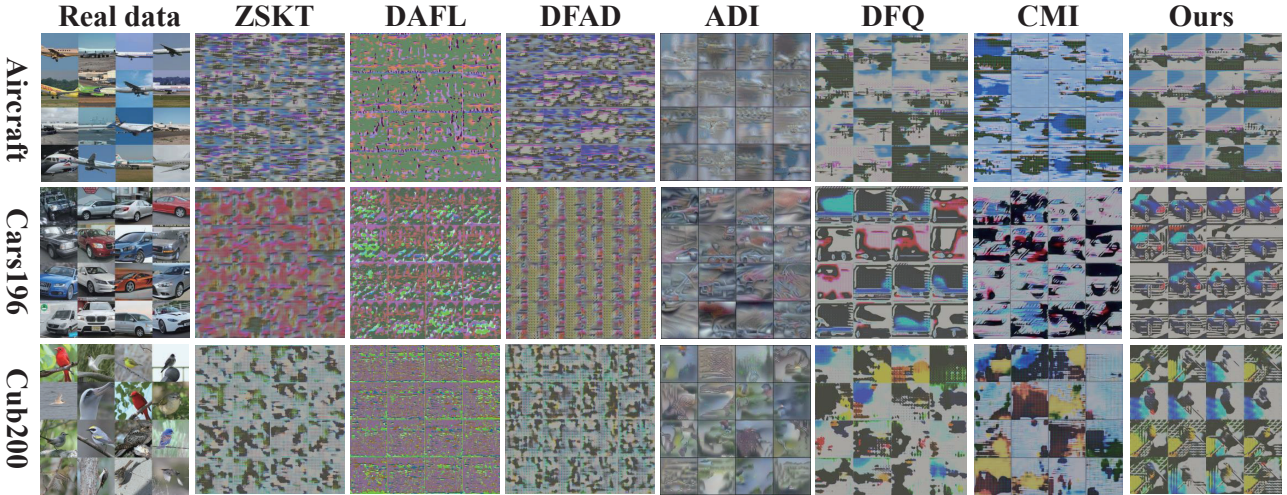 Real data ZSKT DAFL DFAD ADI DFQ CMI Ours
Aircraft
Cars196
Cub200